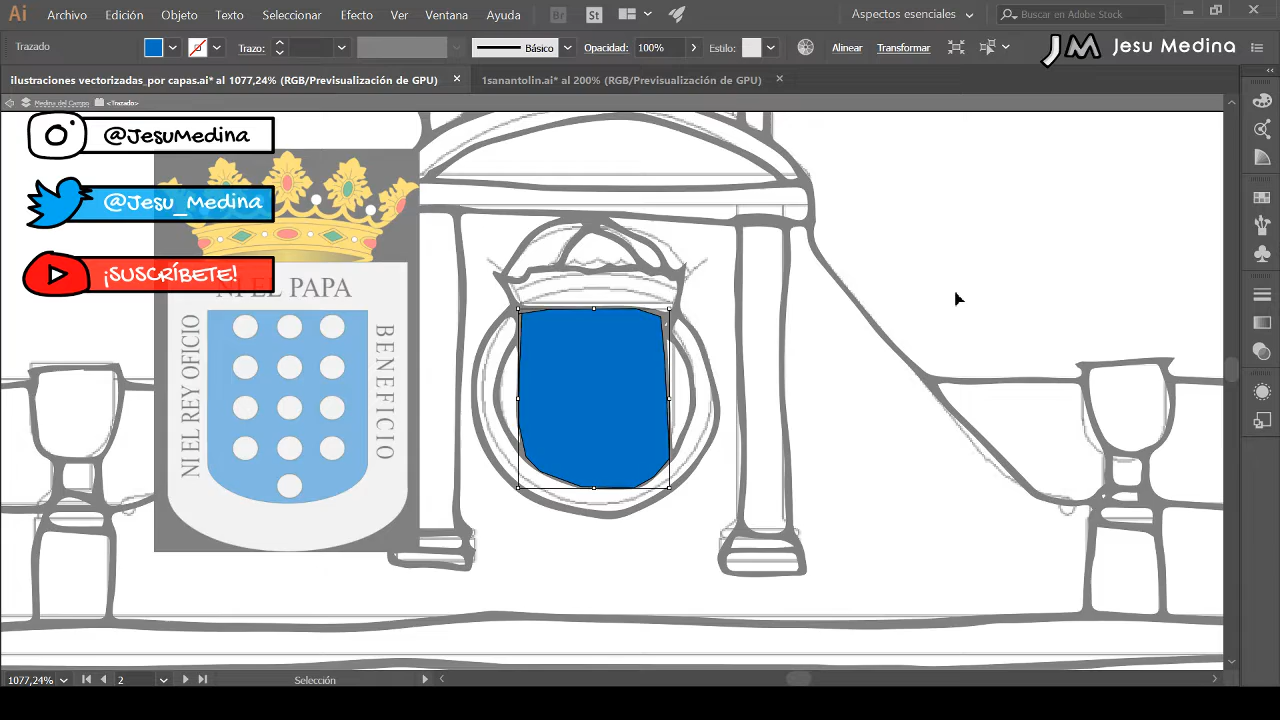 Ai Archivo Edición Objeto Texto Seleccionar Efecto Ver Ventana Ayuda Br St Aspectos esenciales Buscar en Adobe Stock
Trazado Trazo: Básico Opacidad: 100% Estilo: Alinear Transformar JM Jesu Medina
ilustraciones vectorizadas_por capas.ai* al 1077,24% (RGB/Previsualización de GPU) 1sanantolin.ai* al 200% (RGB/Previsualización de GPU)
Medina del Campo <Trazado>
@JesuMedina
@Jesu_Medina
¡SUSCRÍBETE!
NI EL PAPA
NI EL REY OFICIO
BENEFICIO
1077,24% 2 Selección